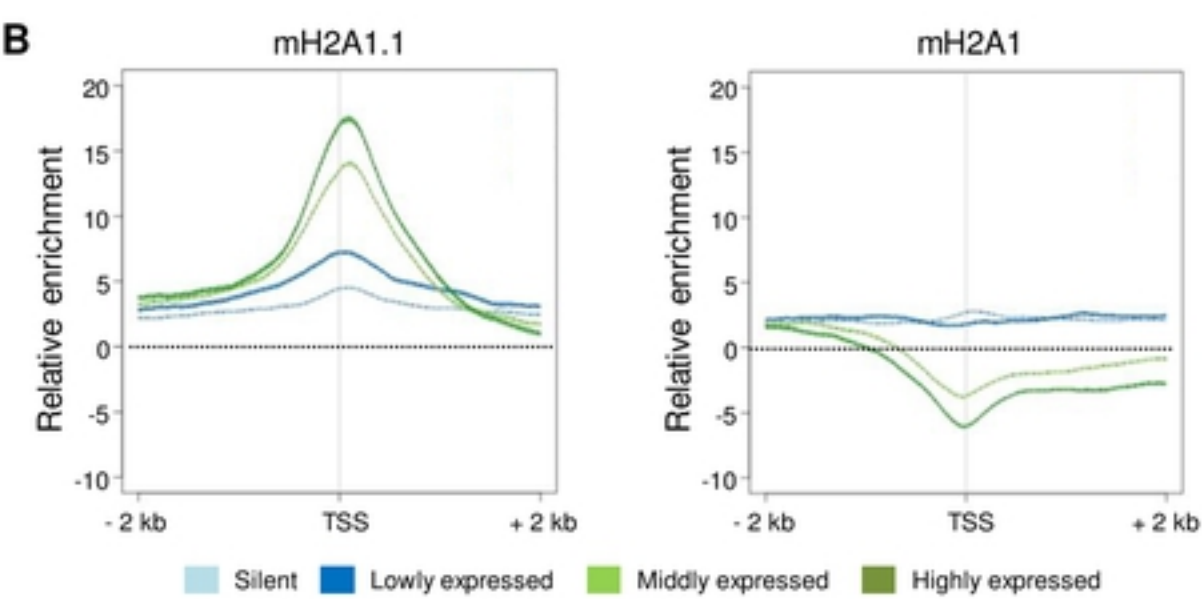 B
mH2A1.1
mH2A1
Relative enrichment
20
15
10
5
0
-5
-10
- 2 kb
TSS
+ 2 kb
Relative enrichment
20
15
10
5
0
-5
-10
- 2 kb
TSS
+ 2 kb
Silent
Lowly expressed
Middly expressed
Highly expressed